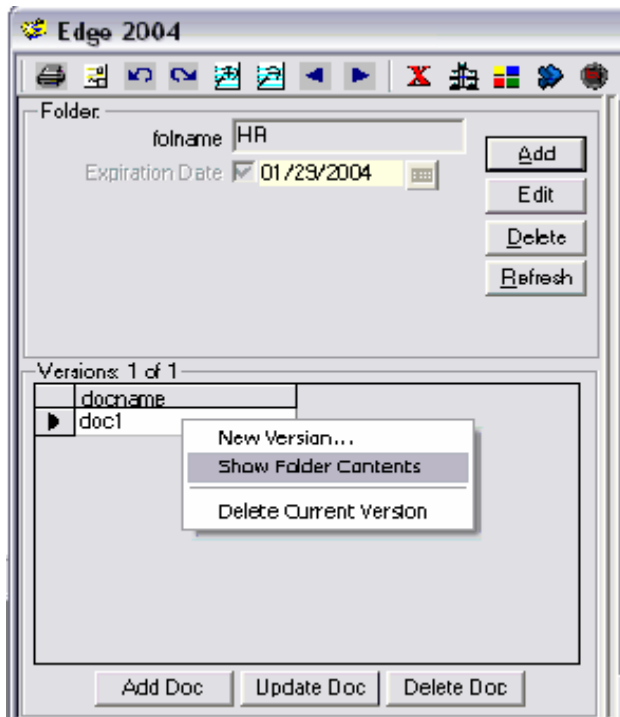 Edge 2004
Folder:
folname HR
Expiration Date 01/29/2004
Add
Edit
Delete
Refresh
Versions: 1 of 1
docname
doc1
New Version...
Show Folder Contents
Delete Current Version
Add Doc Update Doc Delete Doc